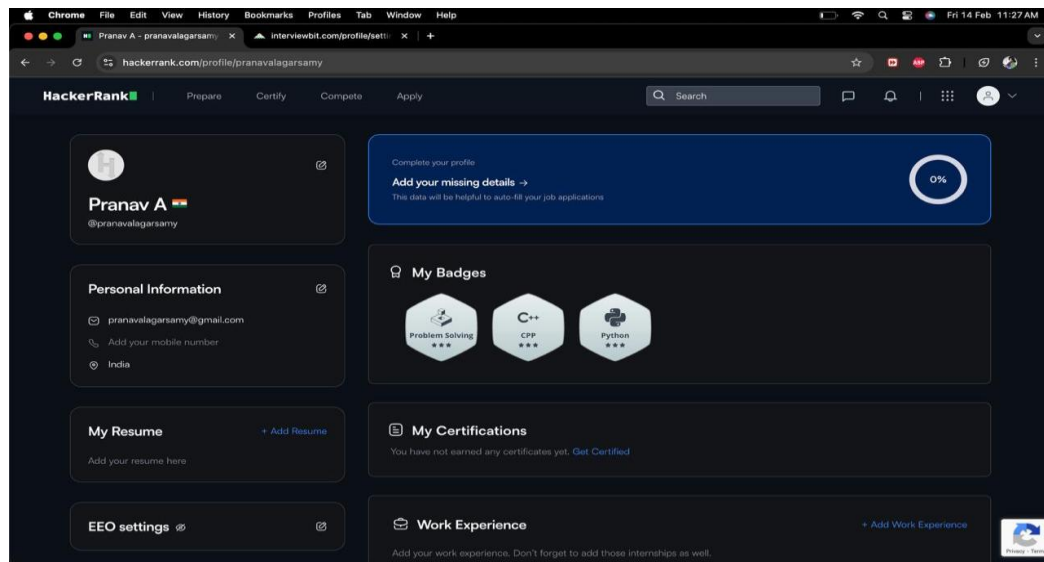 Chrome File Edit View History Bookmarks Profiles Tab Window Help Fri 14 Feb 11:27 AM
Pranav A - pranavalagarsamy interviewbit.com/profile/setti
hackerrank.com/profile/pranavalagarsamy
HackerRank Prepare Certify Compete Apply Search
Pranav A
@pranavalagarsamy
Complete your profile
Add your missing details →
This data will be helpful to auto-fill your job applications
0%
Personal Information
pranavalagarsamy@gmail.com
Add your mobile number
India
My Badges
Problem Solving
C++
CPP
Python
My Resume + Add Resume
Add your resume here
My Certifications
You have not earned any certificates yet. Get Certified
EEO settings
Work Experience + Add Work Experience
Add your work experience. Don't forget to add those internships as well.